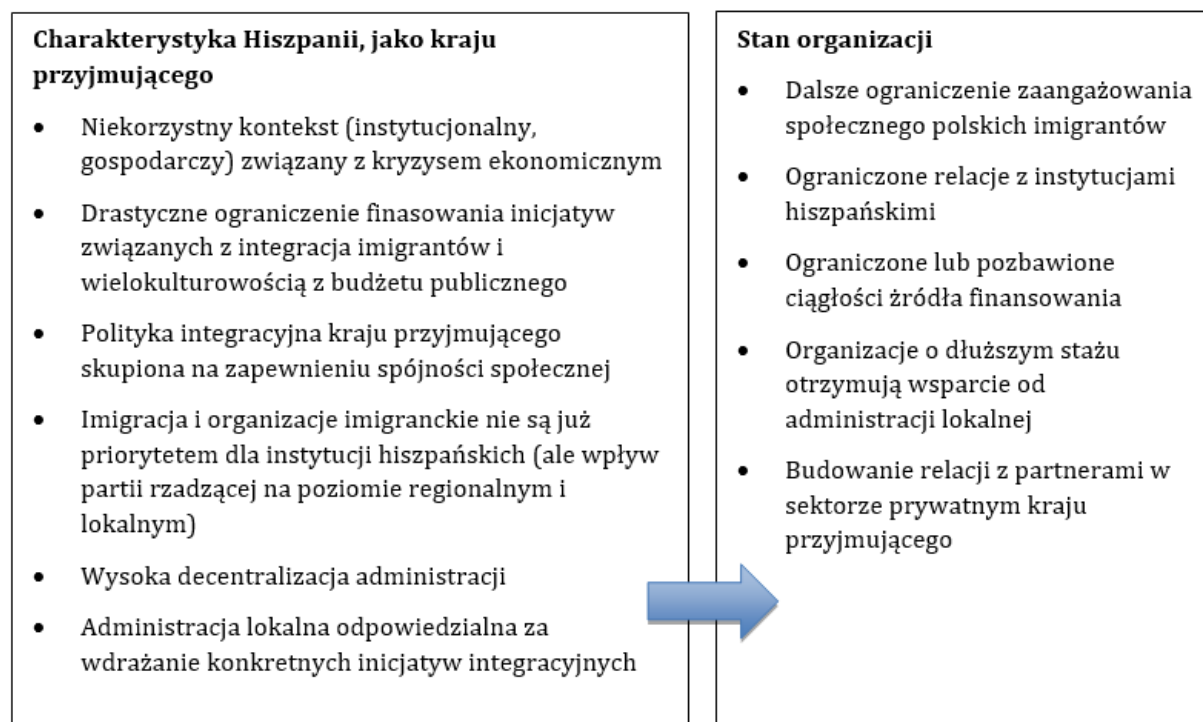 Charakterystyka Hiszpanii, jako kraju
przyjmującego
• Niekorzystny kontekst (instytucjonalny,
gospodarczy) związany z kryzysem ekonomicznym
• Drastyczne ograniczenie finasowania inicjatyw
związanych z integracja imigrantów i
wielokulturowością z budżetu publicznego
• Polityka integracyjna kraju przyjmującego
skupiona na zapewnieniu spójności społecznej
• Imigracja i organizacje imigranckie nie są już
priorytetem dla instytucji hiszpańskich (ale wpływ
partii rzadzącej na poziomie regionalnym i
lokalnym)
• Wysoka decentralizacja administracji
• Administracja lokalna odpowiedzialna za
wdrażanie konkretnych inicjatyw integracyjnych
Stan organizacji
• Dalsze ograniczenie zaangażowania
społecznego polskich imigrantów
• Ograniczone relacje z instytucjami
hiszpańskimi
• Ograniczone lub pozbawione
ciągłości żródła finansowania
• Organizacje o dłuższym stażu
otrzymują wsparcie od
administracji lokalnej
• Budowanie relacji z partnerami w
sektorze prywatnym kraju
przyjmującego